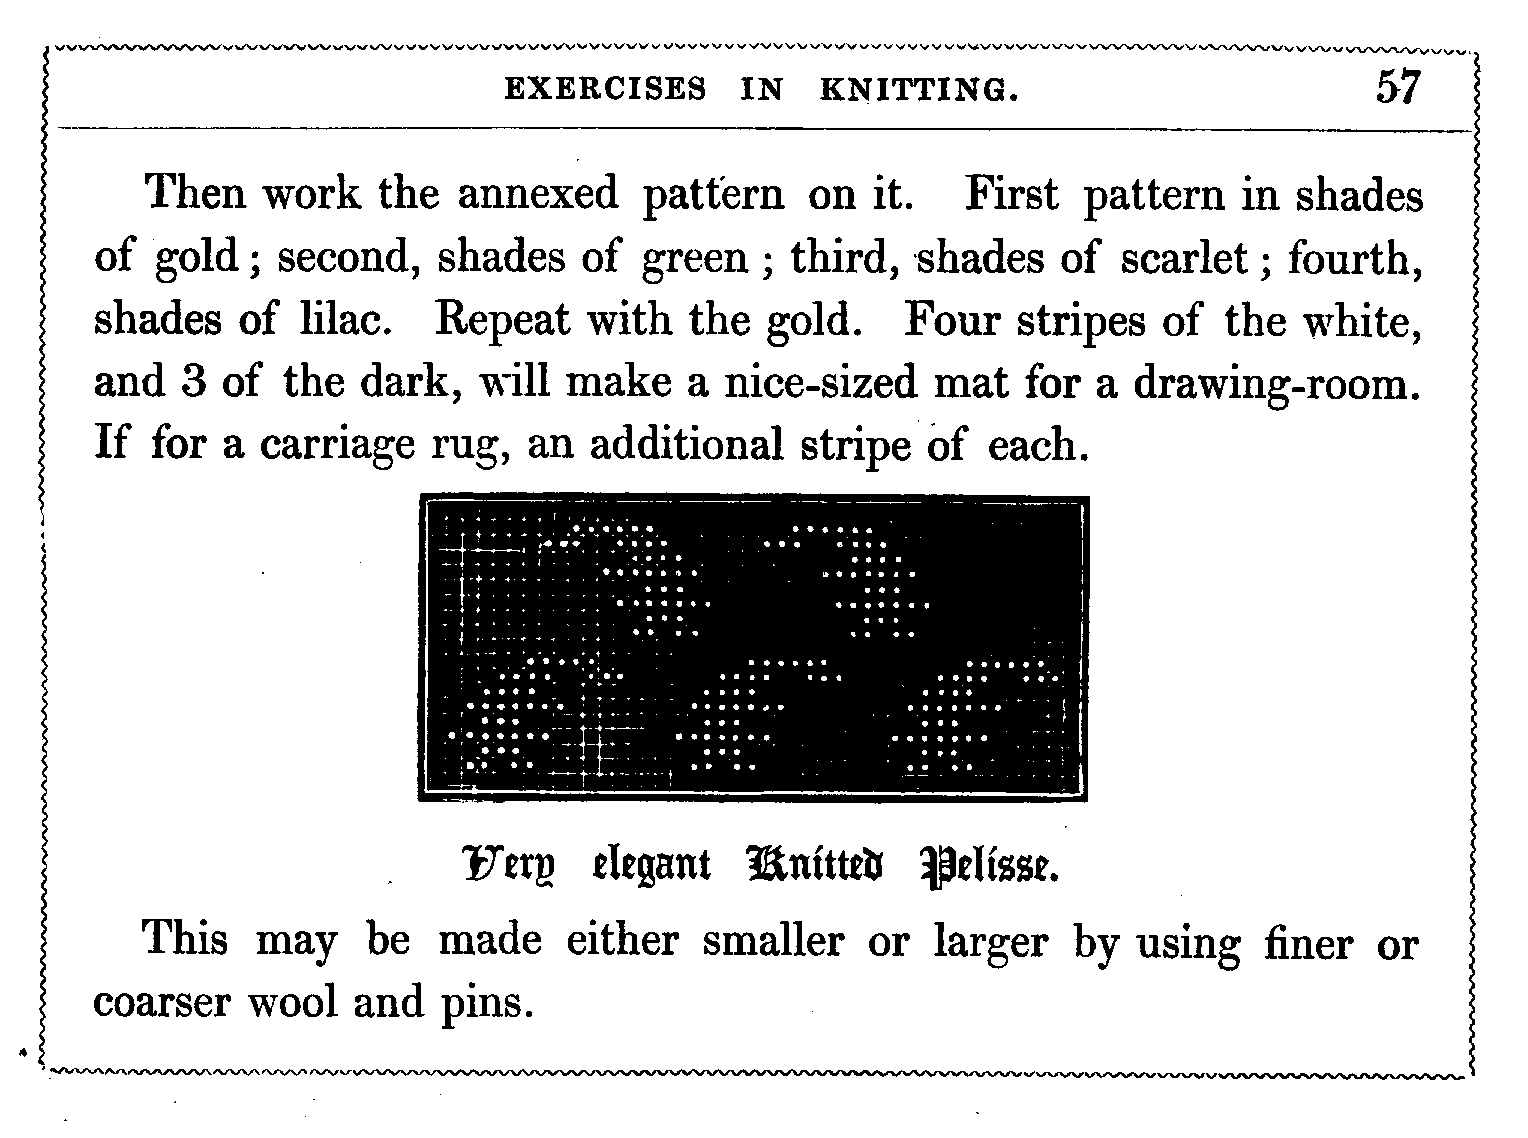 EXERCISES IN KNITTING. 57
Then work the annexed pattern on it. First pattern in shades
of gold; second, shades of green; third, shades of scarlet; fourth,
shades of lilac. Repeat with the gold. Four stripes of the white,
and 3 of the dark, will make a nice-sized mat for a drawing-room.
If for a carriage rug, an additional stripe of each.
Very elegant Knitted Pelisse.
This may be made either smaller or larger by using finer or
coarser wool and pins.